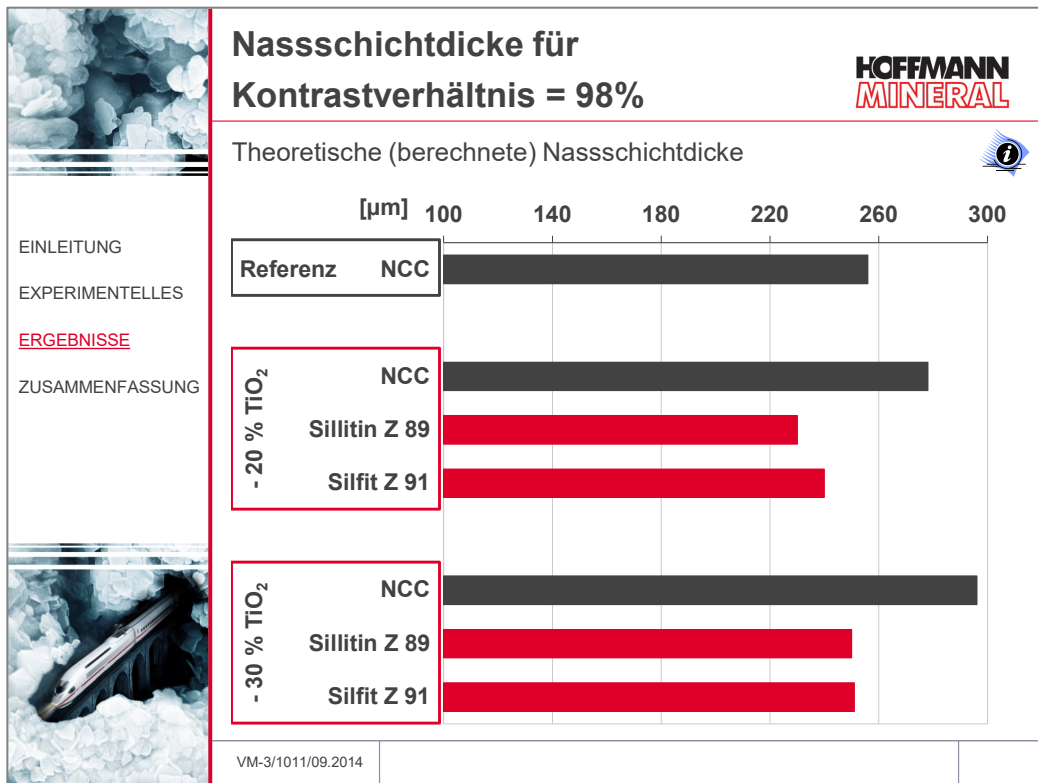 Nassschichtdicke für
Kontrastverhältnis = 98%
HOFFMANN
MINERAL
Theoretische (berechnete) Nassschichtdicke
i
EINLEITUNG
EXPERIMENTELLES
ERGEBNISSE
ZUSAMMENFASSUNG
[µm] 100 140 180 220 260 300
Referenz NCC
- 20 % TiO₂
NCC
Sillitin Z 89
Silfit Z 91
- 30 % TiO₂
NCC
Sillitin Z 89
Silfit Z 91
VM-3/1011/09.2014